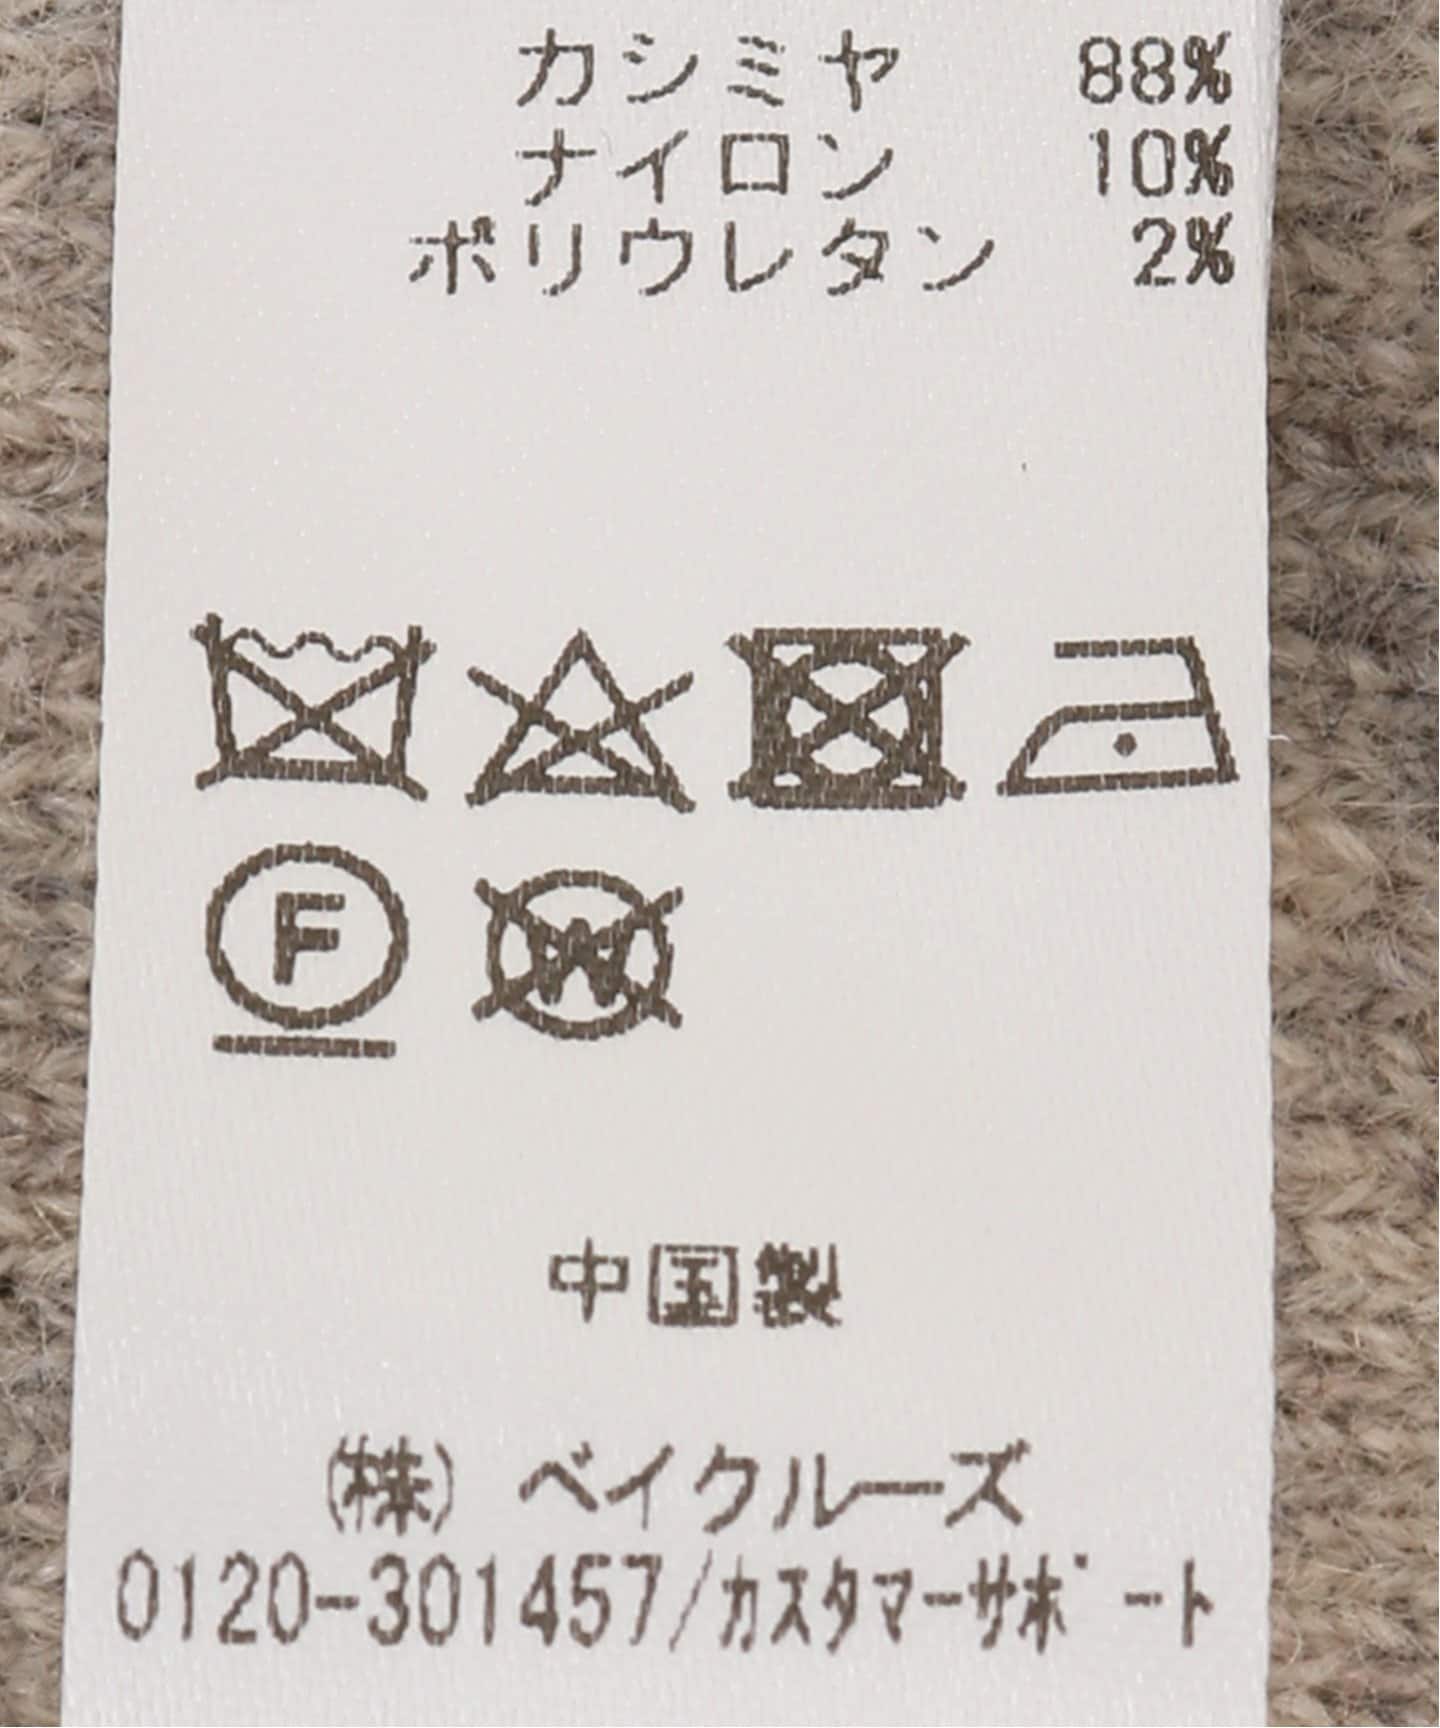 カシミヤ 88%
ナイロン 10%
ポリウレタン 2%
F W
中国製
(株) ベイクルーズ
0120-301457/カスタマーサポート